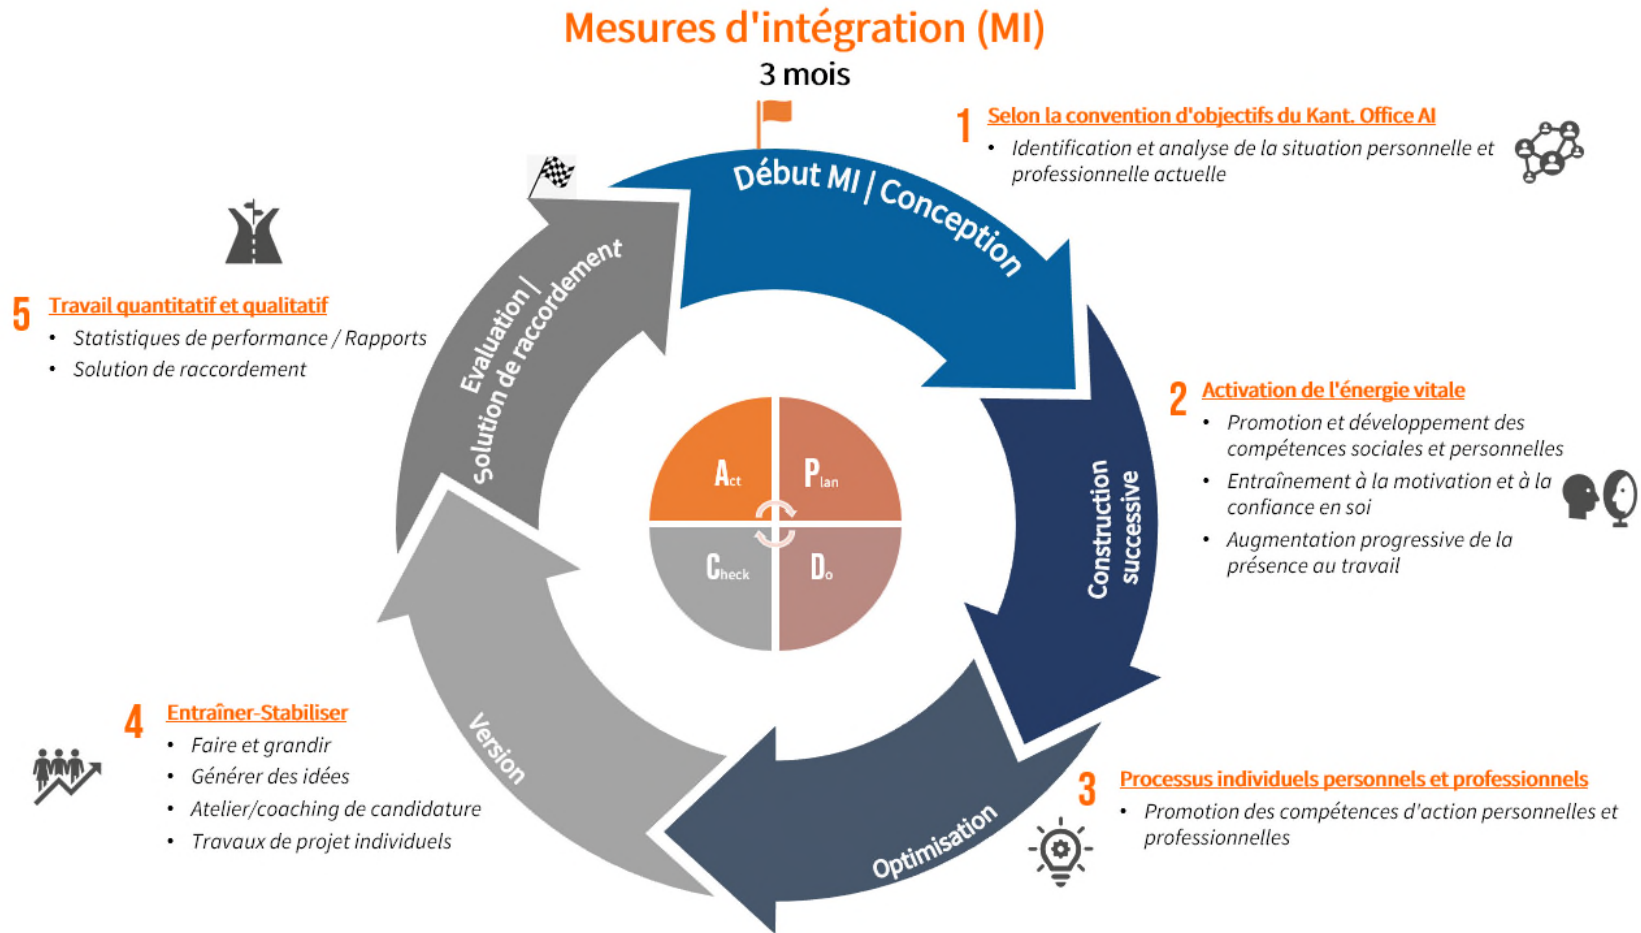 Mesures d'intégration (MI)
3 mois
Début MI | Conception
1 Selon la convention d'objectifs du Kant. Office AI
• Identification et analyse de la situation personnelle et
professionnelle actuelle
Construction
successive
2 Activation de l'énergie vitale
• Promotion et développement des
compétences sociales et personnelles
• Entraînement à la motivation et à la
confiance en soi
• Augmentation progressive de la
présence au travail
Optimisation
3 Processus individuels personnels et professionnels
• Promotion des compétences d'action personnelles et
professionnelles
Version
4 Entraîner-Stabiliser
• Faire et grandir
• Générer des idées
• Atelier/coaching de candidature
• Travaux de projet individuels
Evaluation |
Solution de raccordement
5 Travail quantitatif et qualitatif
• Statistiques de performance / Rapports
• Solution de raccordement
Act
Plan
Check
Do